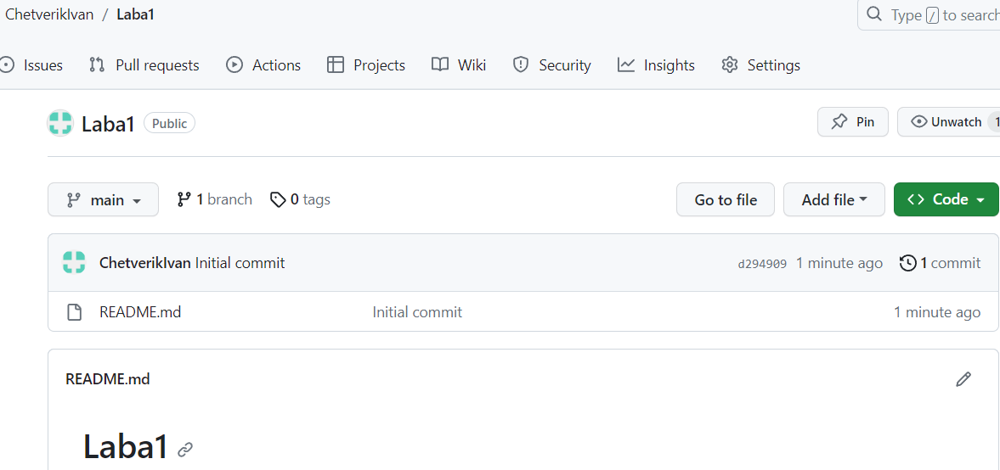 ChetverikIvan / Laba1
Type / to search
Issues Pull requests Actions Projects Wiki Security Insights Settings
Laba1 Public Pin Unwatch 1
main 1 branch 0 tags Go to file Add file <> Code
ChetverikIvan Initial commit d294909 1 minute ago 1 commit
README.md Initial commit 1 minute ago
README.md
Laba1